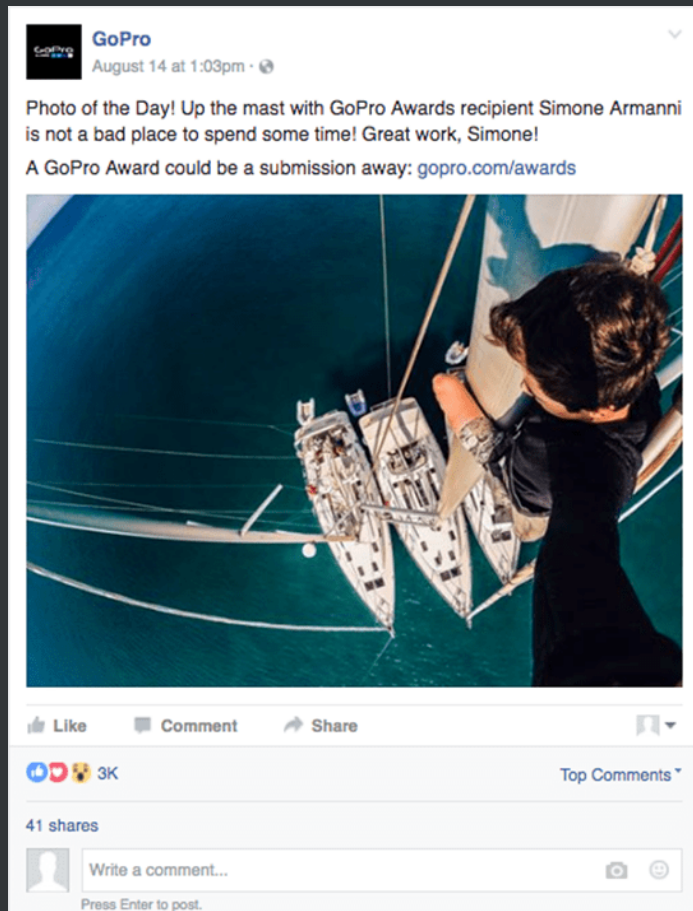 GoPro
GoPro
August 14 at 1:03pm ·
Photo of the Day! Up the mast with GoPro Awards recipient Simone Armanni
is not a bad place to spend some time! Great work, Simone!
A GoPro Award could be a submission away: gopro.com/awards
Like Comment Share
3K Top Comments
41 shares
Write a comment...
Press Enter to post.